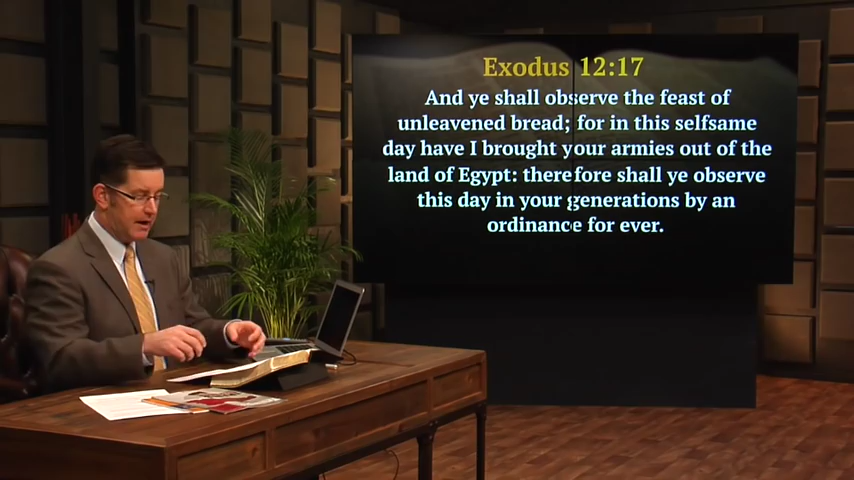 Exodus 12:17
And ye shall observe the feast of
unleavened bread; for in this selfsame
day have I brought your armies out of the
land of Egypt: therefore shall ye observe
this day in your generations by an
ordinance for ever.